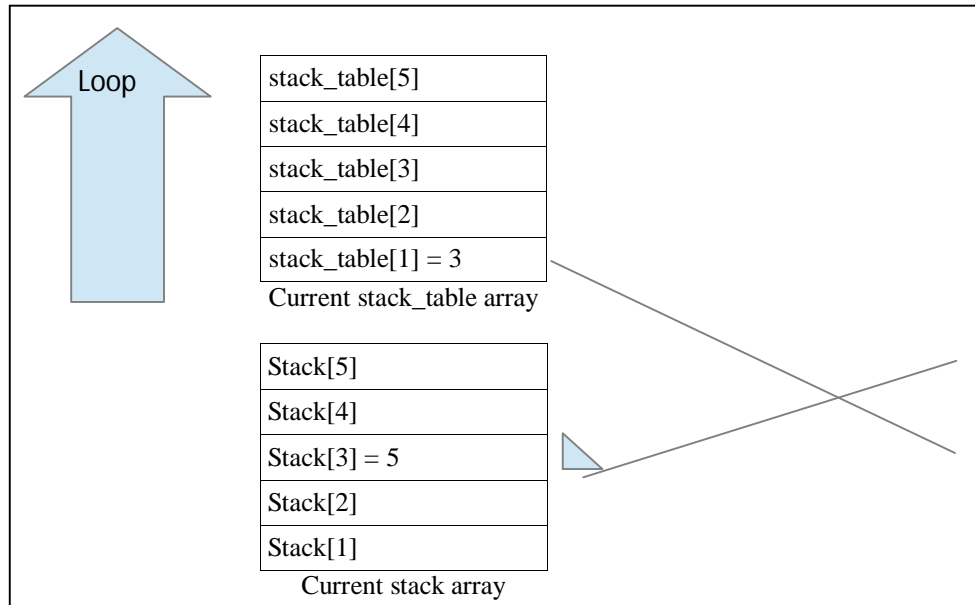 Loop
stack_table[5]
stack_table[4]
stack_table[3]
stack_table[2]
stack_table[1] = 3
Current stack_table array
Stack[5]
Stack[4]
Stack[3] = 5
Stack[2]
Stack[1]
Current stack array